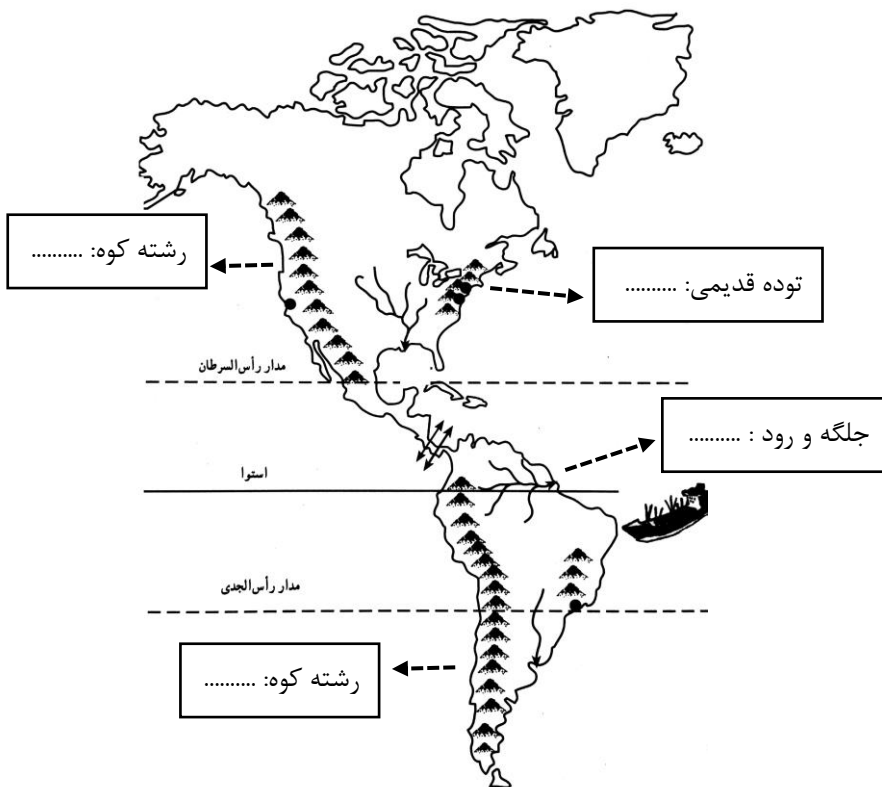 رشته کوه: ..........
توده قدیمی: ..........
مدار رأس‌السرطان
جلگه و رود : ..........
استوا
مدار رأس‌الجدی
رشته کوه: ..........